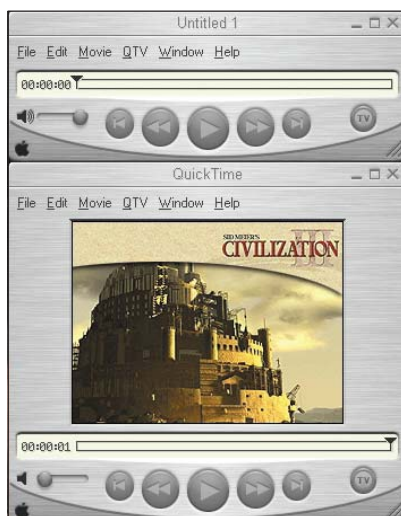 Untitled 1
File Edit Movie QTV Window Help
00:00:00
TV
QuickTime
File Edit Movie QTV Window Help
SID MEIER'S
CIVILIZATION
III
00:00:01
TV